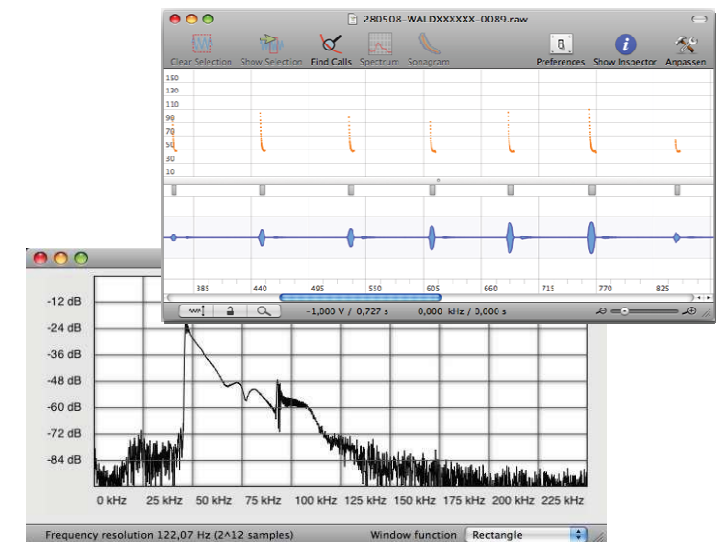 280508-WALDXXXXXX-0089.raw
Clear Selection Show Selection Find Calls Spectrum Sonagram Preferences Show Inspector Anpassen
150
130
110
90
70
50
30
10
385 440 495 550 605 660 715 770 825
-1,000 V / 0,727 s 0,000 kHz / 0,000 s
-12 dB
-24 dB
-36 dB
-48 dB
-60 dB
-72 dB
-84 dB
0 kHz 25 kHz 50 kHz 75 kHz 100 kHz 125 kHz 150 kHz 175 kHz 200 kHz 225 kHz
Frequency resolution 122,07 Hz (2^12 samples) Window function Rectangle